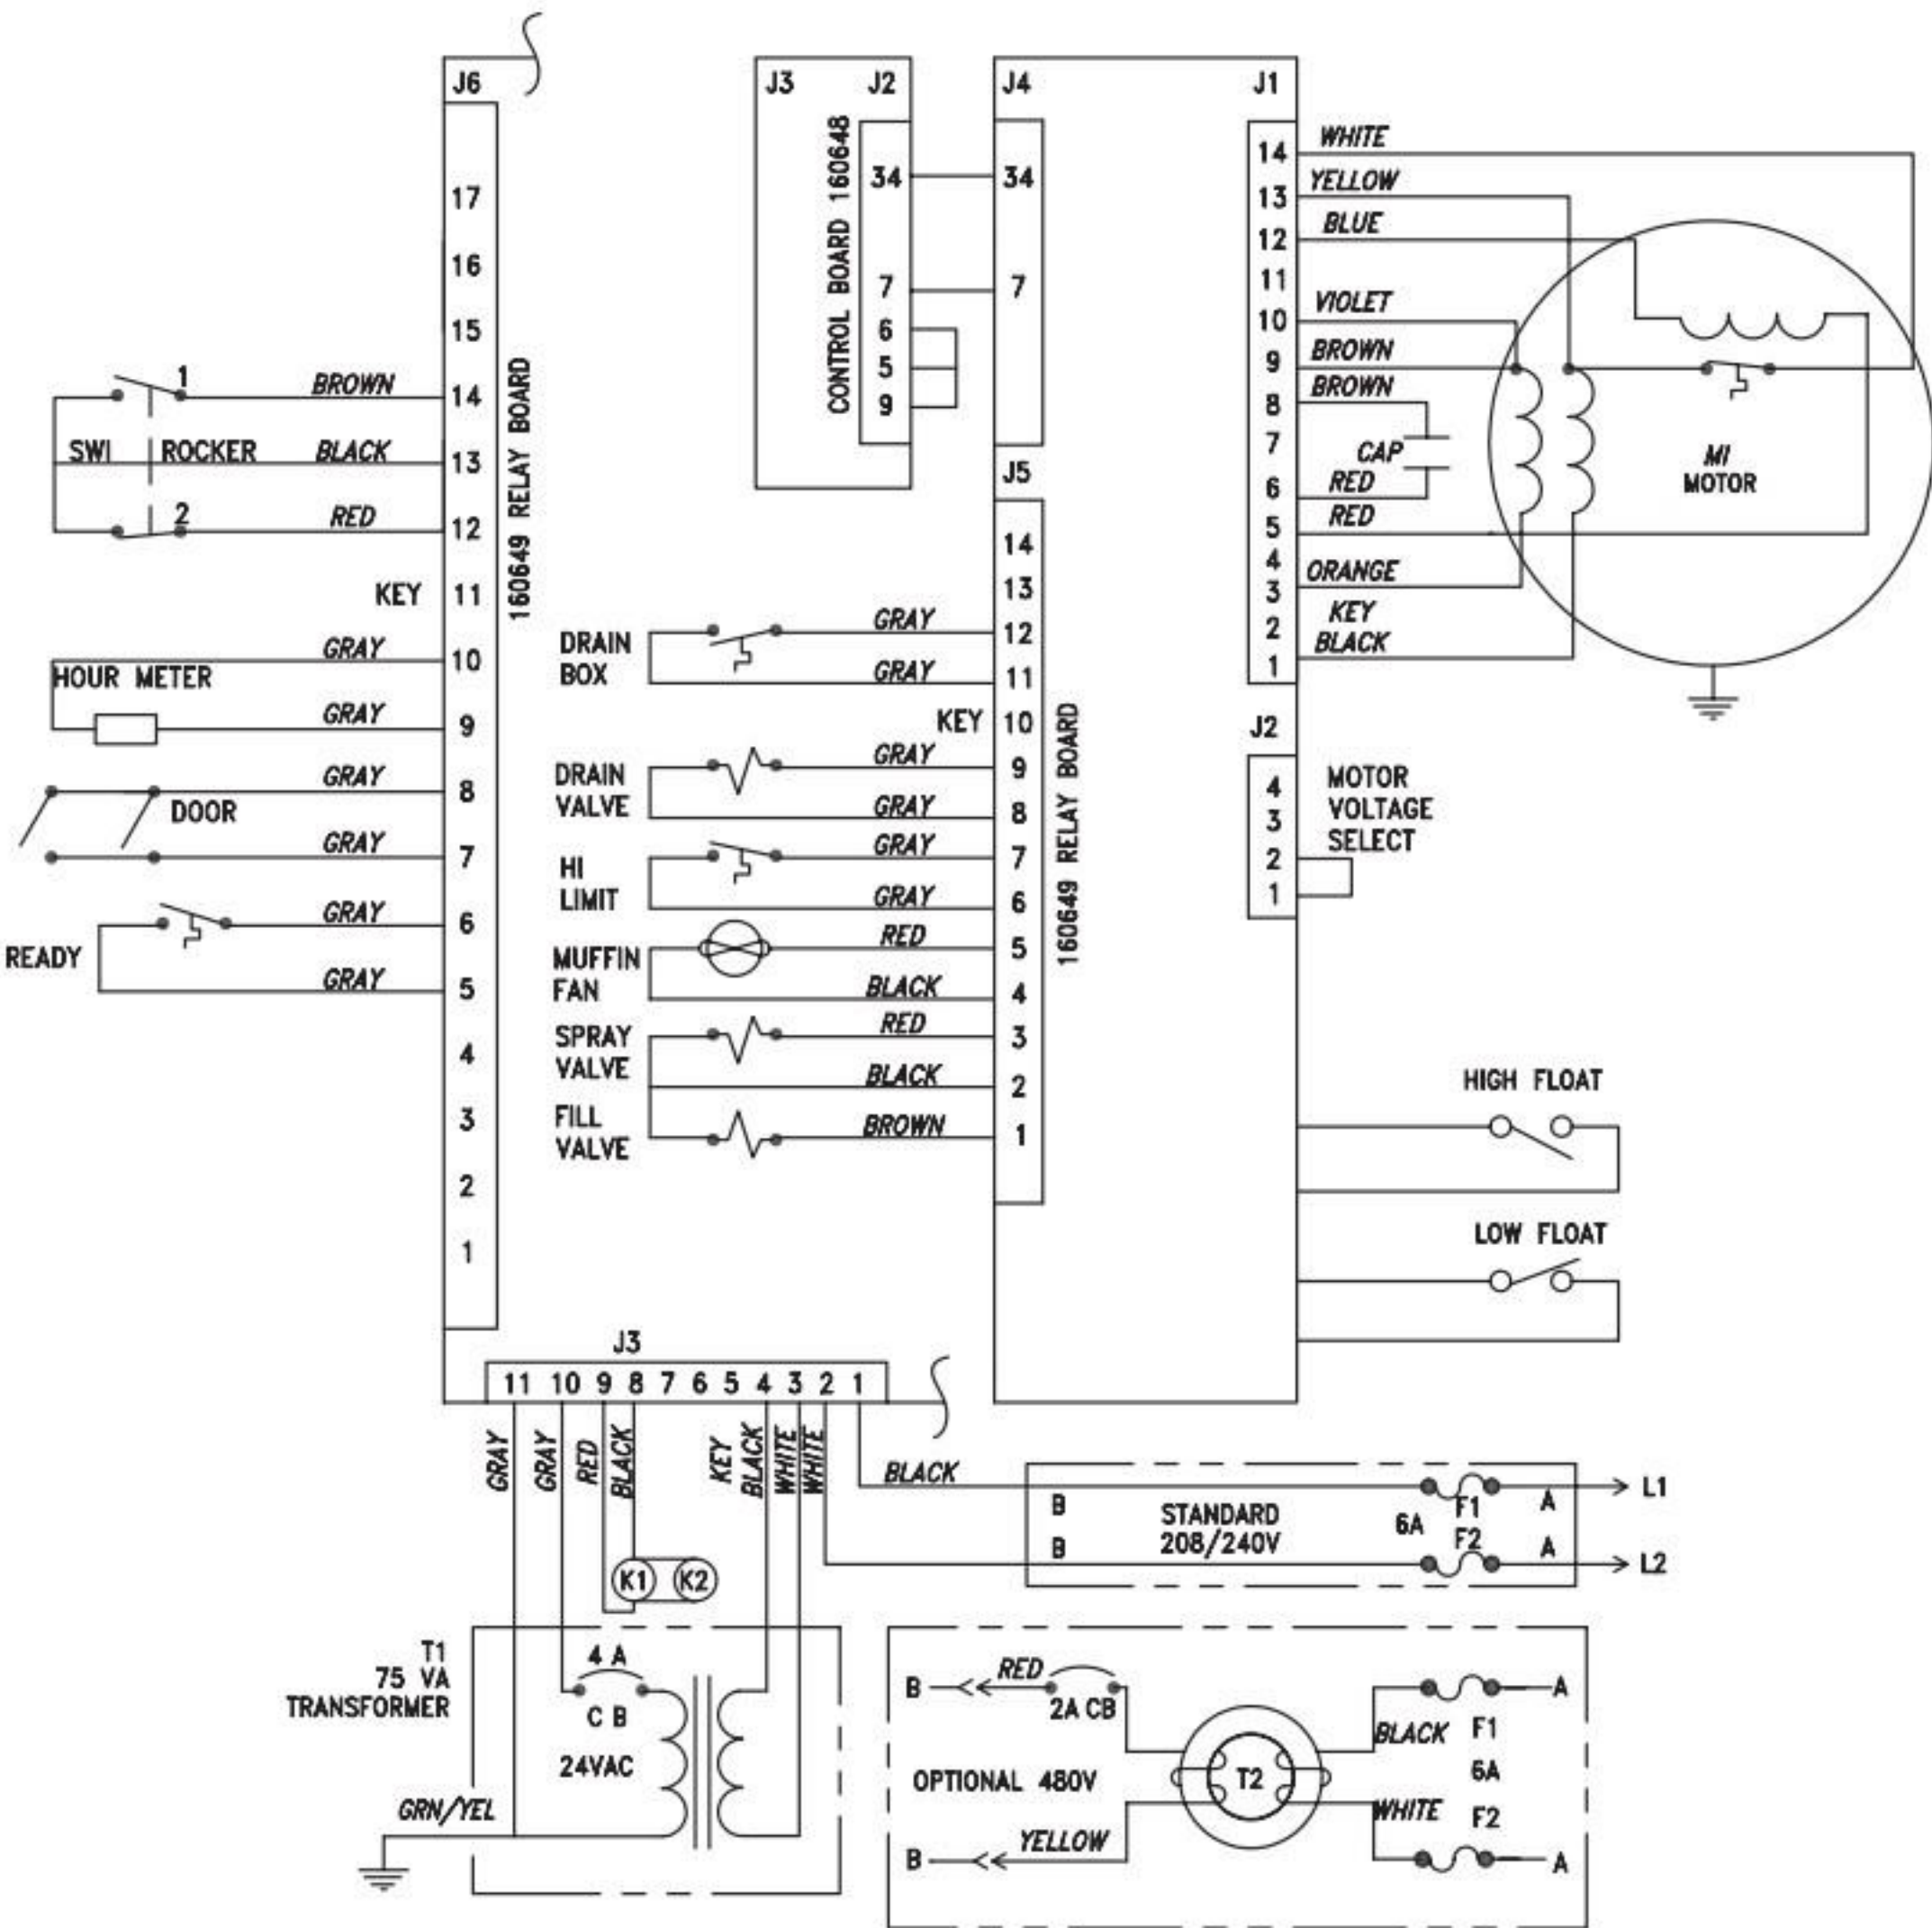 J6
17
16
15
14
13
12
11
10
9
8
7
6
5
4
3
2
1
160649 RELAY BOARD
1
BROWN
SWI
ROCKER
BLACK
2
RED
KEY
GRAY
HOUR METER
GRAY
GRAY
DOOR
GRAY
GRAY
READY
GRAY
J3
J2
CONTROL BOARD 160648
34
7
6
5
9
J4
34
7
J5
14
13
12
11
10
9
8
7
6
5
4
3
2
1
160649 RELAY BOARD
DRAIN
BOX
GRAY
GRAY
KEY
DRAIN
VALVE
GRAY
GRAY
HI
LIMIT
GRAY
GRAY
MUFFIN
FAN
RED
BLACK
SPRAY
VALVE
RED
BLACK
FILL
VALVE
BROWN
J1
14
13
12
11
10
9
8
7
6
5
4
3
2
1
WHITE
YELLOW
BLUE
VIOLET
BROWN
BROWN
CAP
RED
RED
ORANGE
KEY
BLACK
MI
MOTOR
J2
4
3
2
1
MOTOR
VOLTAGE
SELECT
HIGH FLOAT
LOW FLOAT
J3
11 10 9 8 7 6 5 4 3 2 1
GRAY
GRAY
RED
BLACK
KEY
BLACK
WHITE
WHITE
BLACK
K1
K2
B
B
STANDARD
208/240V
6A
F1
F2
A
A
L1
L2
T1
75 VA
TRANSFORMER
4 A
C B
24VAC
GRN/YEL
B
RED
2A CB
OPTIONAL 480V
T2
B
YELLOW
BLACK
F1
6A
WHITE
F2
A
A